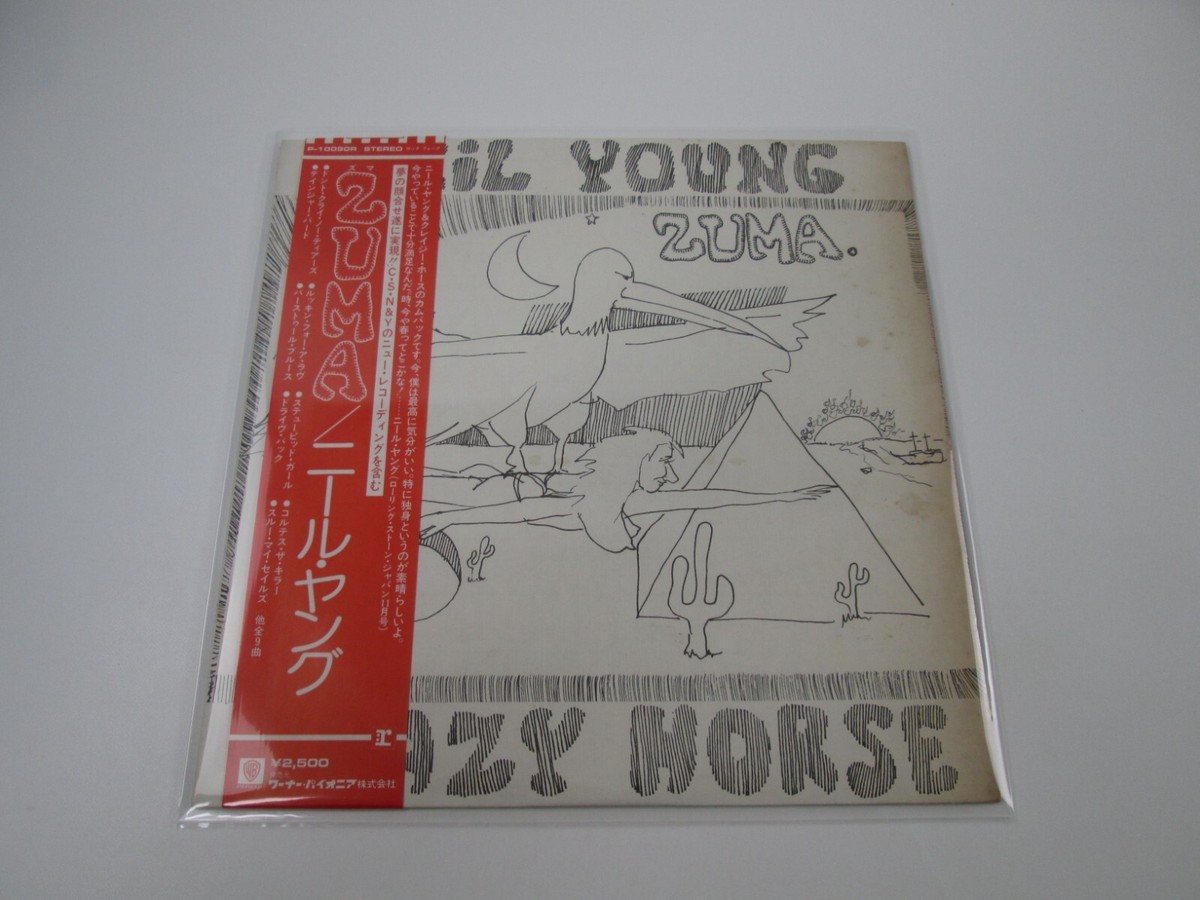 P-10090R STEREO
ズマ
ZUMA/ニール・ヤング
夢の顔合せ遂に実現!!C・S・N&Yのニュー・レコーディングを含む
ニール・ヤング&クレイジー・ホースのカムバックです。今、僕は最高に気分がいい。特に独身というのが素晴らしいよ。
今やっていることで十分満足なんだ。時、今や春ってとこかな!……ニール・ヤング(ローリング・ストーン・ジャパン11月号)
●ドント・クライ・ノー・ティアーズ
●デインジャー・バード
●ルッキン・フォー・ア・ラヴ
●バーストゥール・ブルース
●ステューピッド・ガール
●ドライヴ・バック
●コルテス・ザ・キラー
●スルー・マイ・セイルズ
他全9曲
r:
WB
¥2,500
発売元
ワーナー・パイオニア株式会社
iL YOUNG
ZUMA.
AZY HORSE